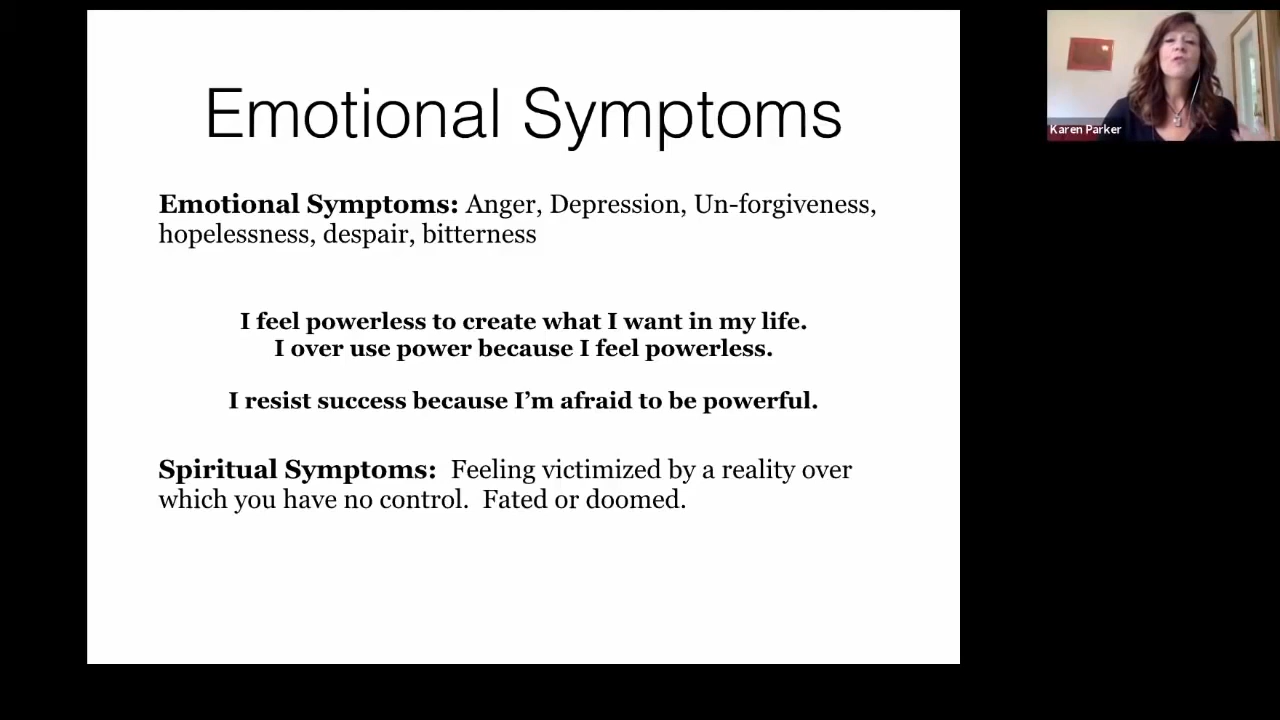 Emotional Symptoms
Emotional Symptoms: Anger, Depression, Un-forgiveness,
hopelessness, despair, bitterness
I feel powerless to create what I want in my life.
I over use power because I feel powerless.
I resist success because I’m afraid to be powerful.
Spiritual Symptoms:  Feeling victimized by a reality over
which you have no control.  Fated or doomed.
Karen Parker